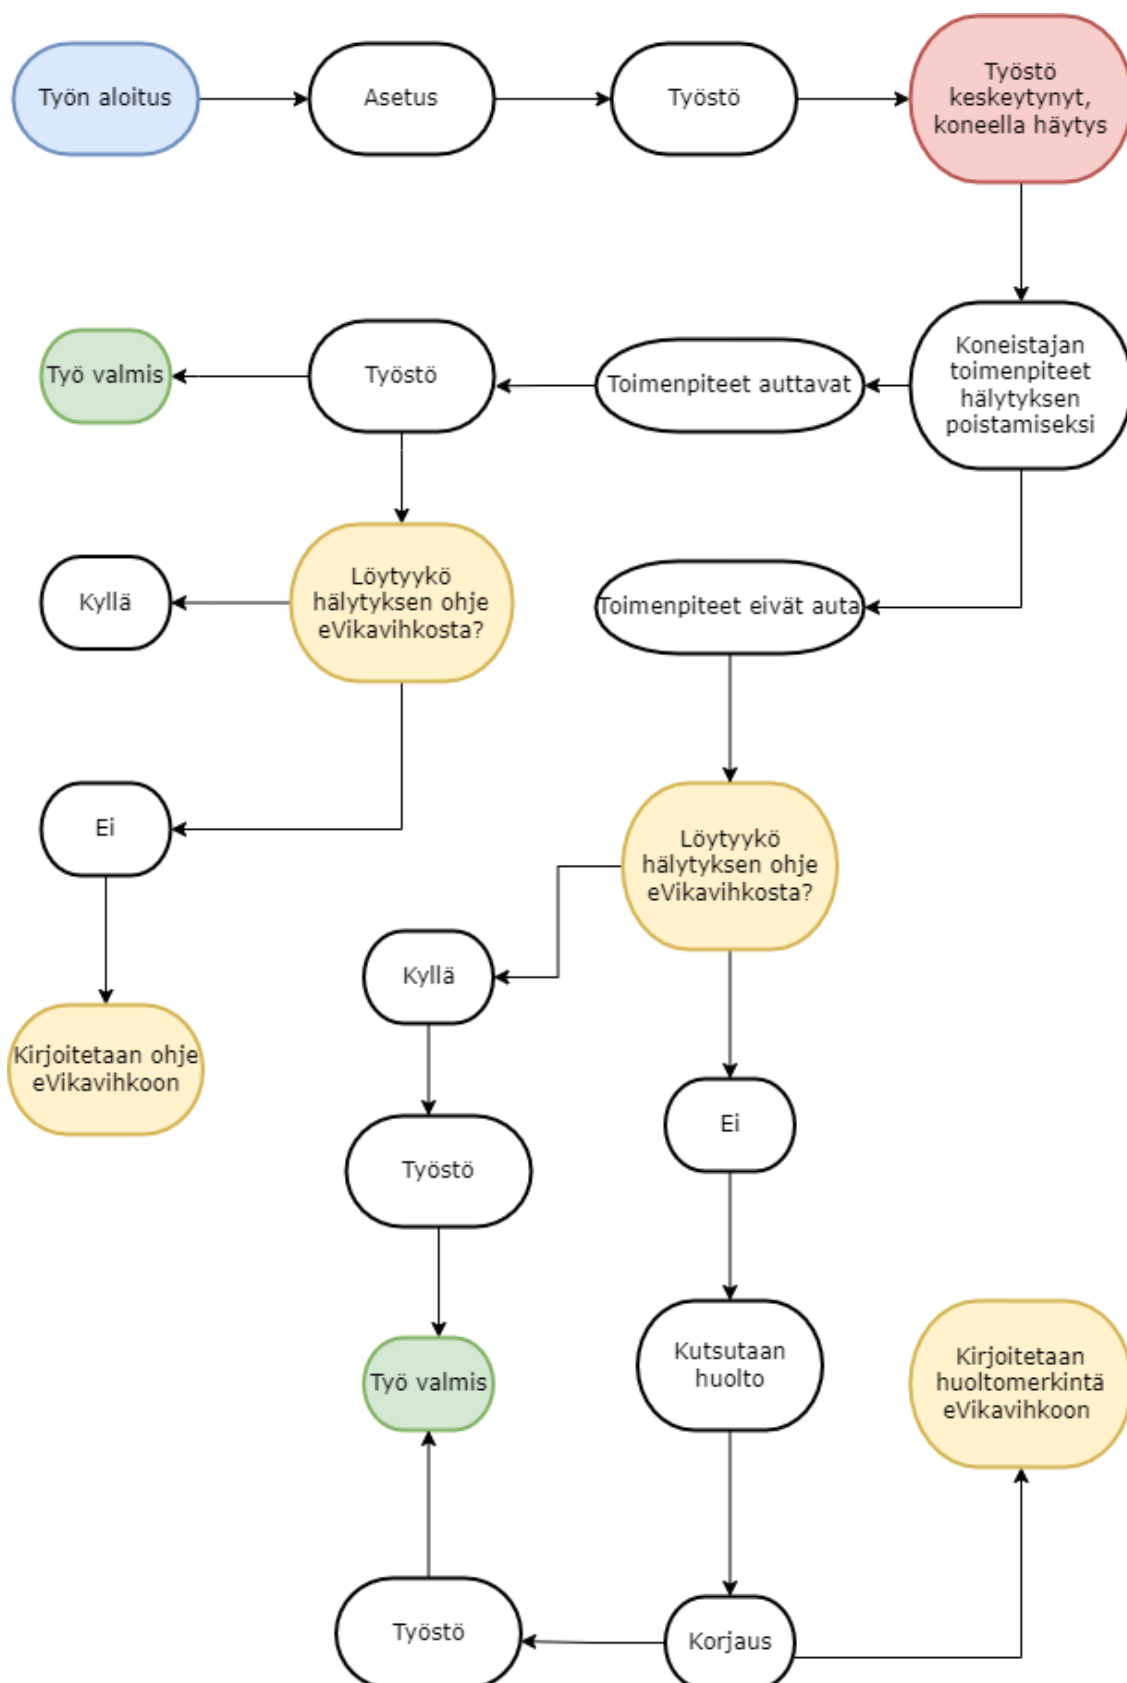 Työn aloitus
Asetus
Työstö
Työstö
keskeytynyt,
koneella häytys
Työ valmis
Työstö
Toimenpiteet auttavat
Koneistajan
toimenpiteet
hälytyksen
poistamiseksi
Kyllä
Löytyykö
hälytyksen ohje
eVikavihkosta?
Toimenpiteet eivät auta
Ei
Löytyykö
hälytyksen ohje
eVikavihkosta?
Kyllä
Kirjoitetaan ohje
eVikavihkoon
Ei
Työstö
Kutsutaan
huolto
Työ valmis
Kirjoitetaan
huoltomerkintä
eVikavihkoon
Työstö
Korjaus